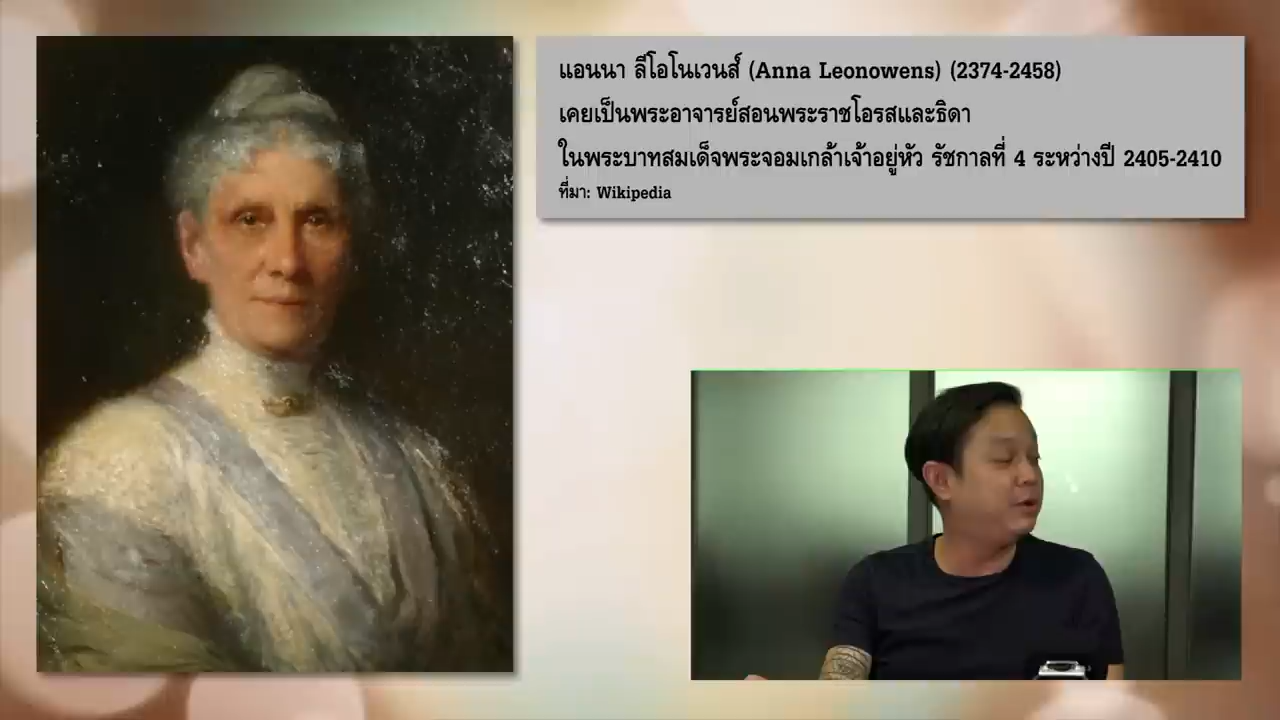 แอนนา ลีโอโนเวนส์ (Anna Leonowens) (2374-2458)
เคยเป็นพระอาจารย์สอนพระราชโอรสและธิดา
ในพระบาทสมเด็จพระจอมเกล้าเจ้าอยู่หัว รัชกาลที่ 4 ระหว่างปี 2405-2410
ที่มา: Wikipedia